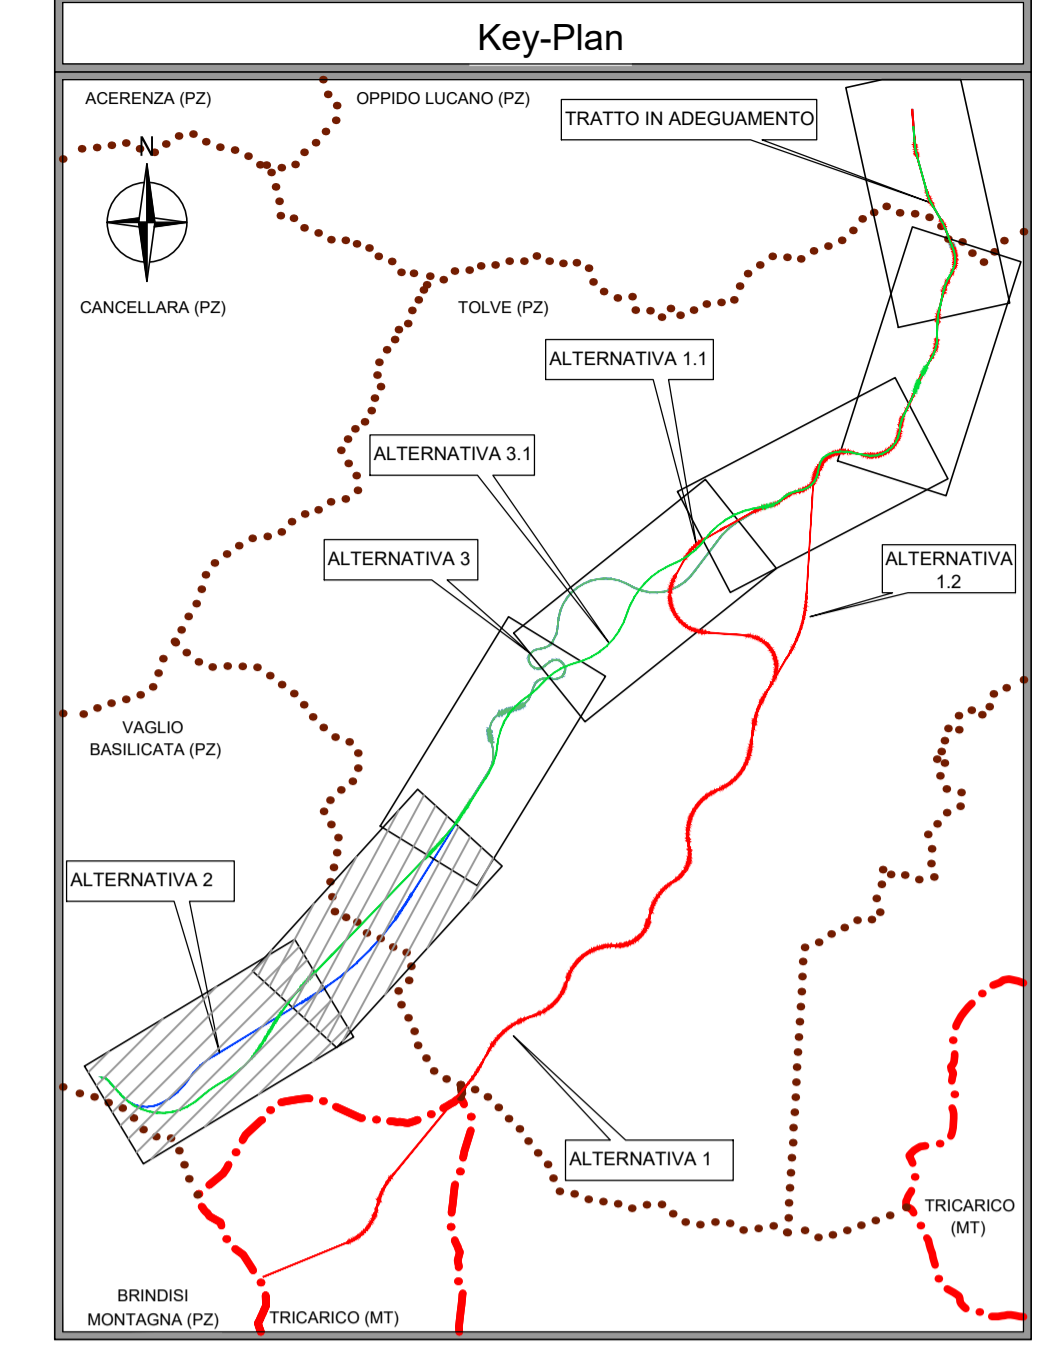 Key-Plan
ACERENZA (PZ)
OPPIDO LUCANO (PZ)
TRATTO IN ADEGUAMENTO
N
CANCELLARA (PZ)
TOLVE (PZ)
ALTERNATIVA 1.1
ALTERNATIVA 3.1
ALTERNATIVA 3
ALTERNATIVA
1.2
VAGLIO
BASILICATA (PZ)
ALTERNATIVA 2
ALTERNATIVA 1
TRICARICO
(MT)
BRINDISI
MONTAGNA (PZ)
TRICARICO (MT)